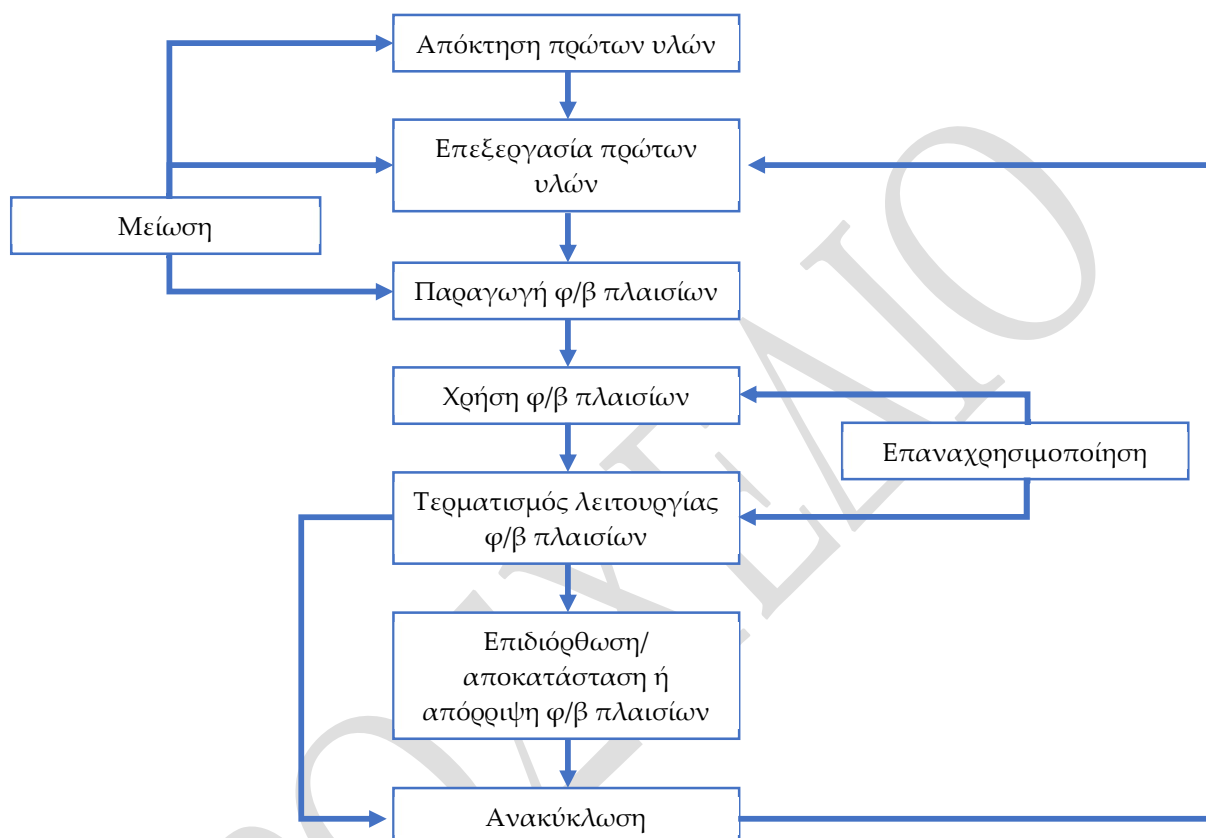 Απόκτηση πρώτων υλών
Επεξεργασία πρώτων
υλών
Μείωση
Παραγωγή φ/β πλαισίων
Χρήση φ/β πλαισίων
Επαναχρησιμοποίηση
Τερματισμός λειτουργίας
φ/β πλαισίων
Επιδιόρθωση/
αποκατάσταση ή
απόρριψη φ/β πλαισίων
Ανακύκλωση